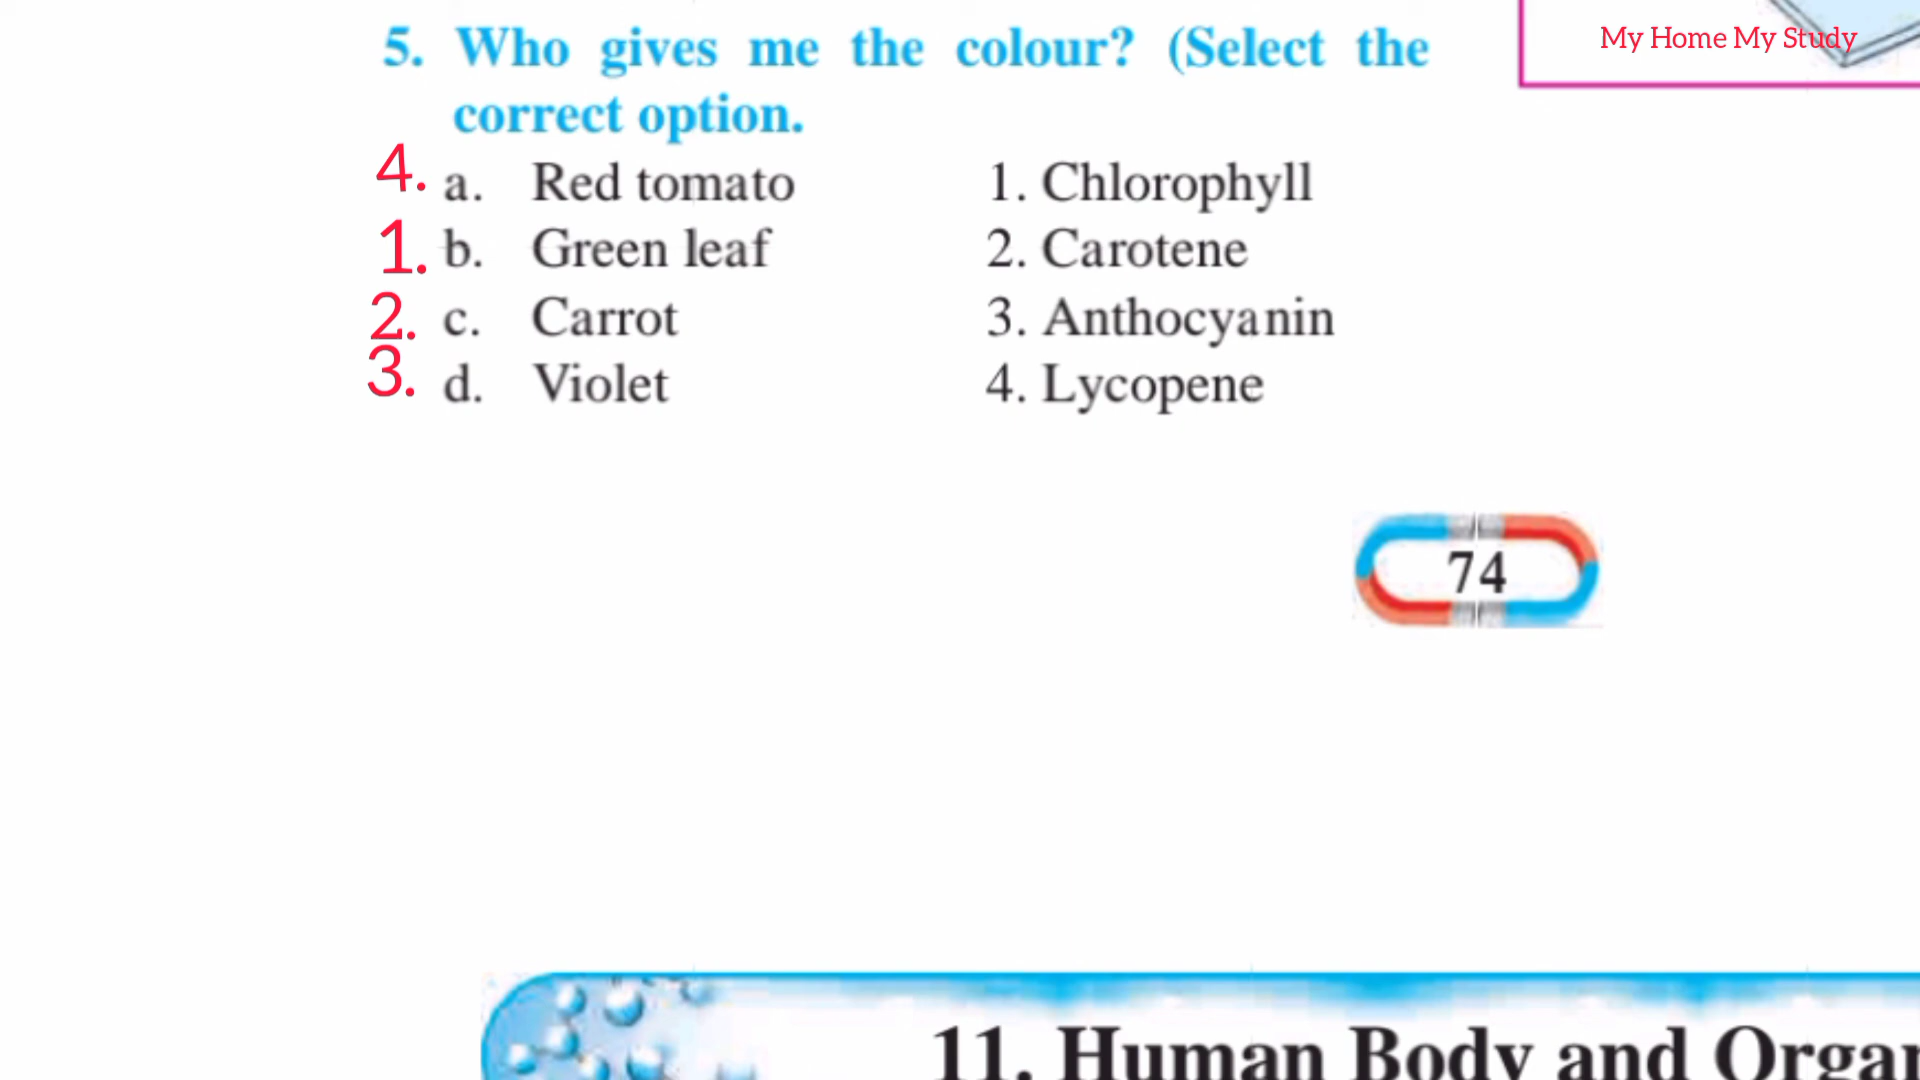 My Home My Study
5. Who gives me the colour? (Select the
correct option.
4. a. Red tomato 1. Chlorophyll
1. b. Green leaf 2. Carotene
2. c. Carrot 3. Anthocyanin
3. d. Violet 4. Lycopene
74
11. Human Body and Organ